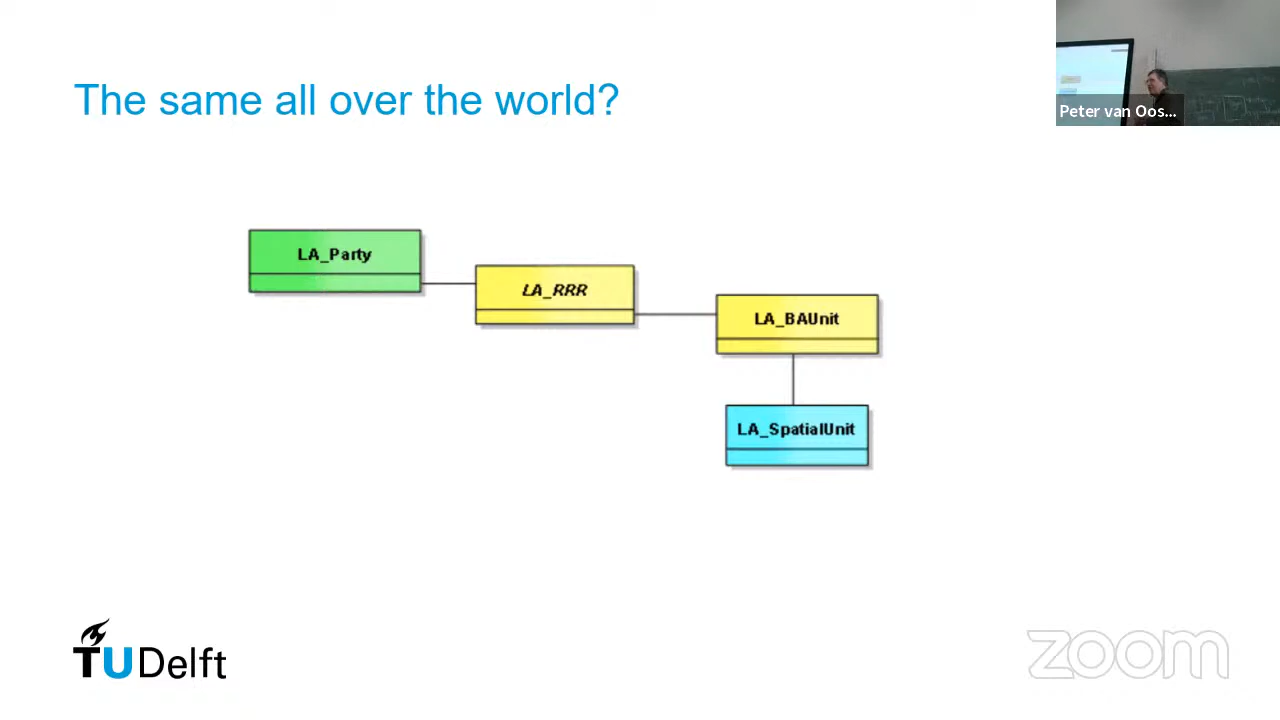 The same all over the world?
Peter van Oos...
LA_Party
LA_RRR
LA_BAUnit
LA_SpatialUnit
TUDelft
zoom